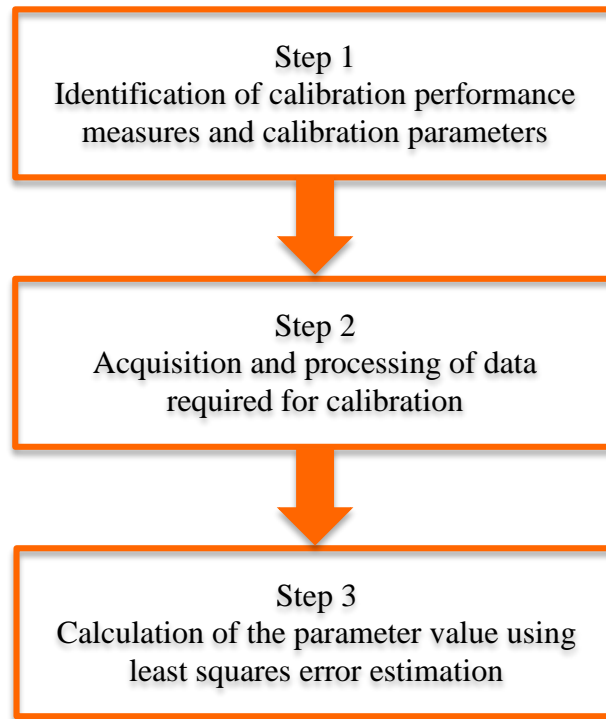 Step 1
Identification of calibration performance
measures and calibration parameters
Step 2
Acquisition and processing of data
required for calibration
Step 3
Calculation of the parameter value using
least squares error estimation